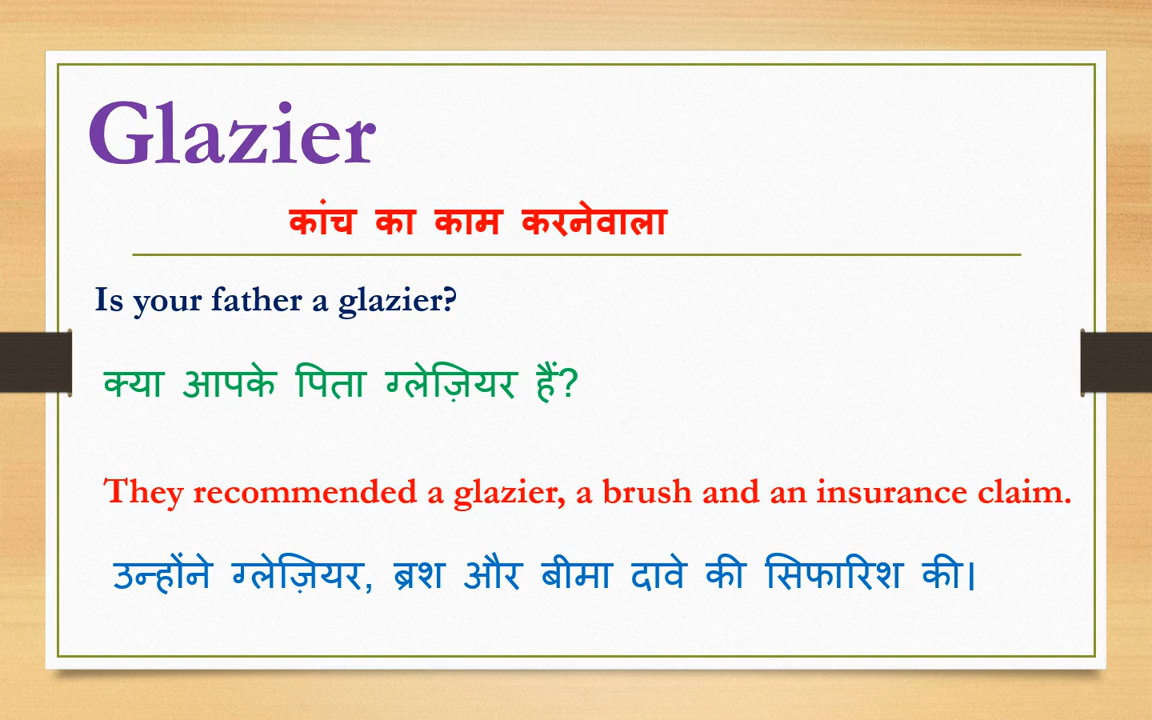 Glazier
कांच का काम करनेवाला
Is your father a glazier?
क्या आपके पिता ग्लेज़ियर हैं?
They recommended a glazier, a brush and an insurance claim.
उन्होंने ग्लेज़ियर, ब्रश और बीमा दावे की सिफारिश की।